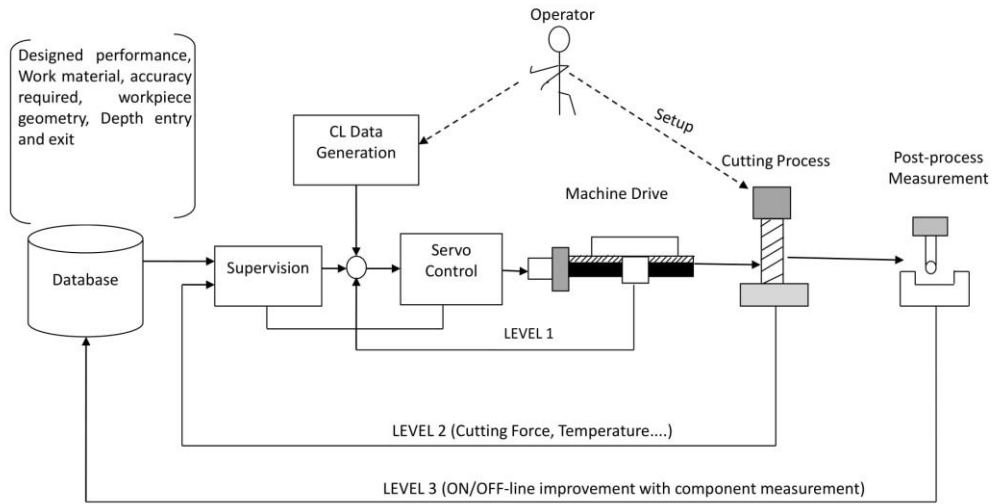 Operator
Designed performance,
Work material, accuracy
required, workpiece
geometry, Depth entry
and exit
CL Data
Generation
Setup
Cutting Process
Post-process
Measurement
Machine Drive
Database
Supervision
Servo
Control
LEVEL 1
LEVEL 2 (Cutting Force, Temperature....)
LEVEL 3 (ON/OFF-line improvement with component measurement)